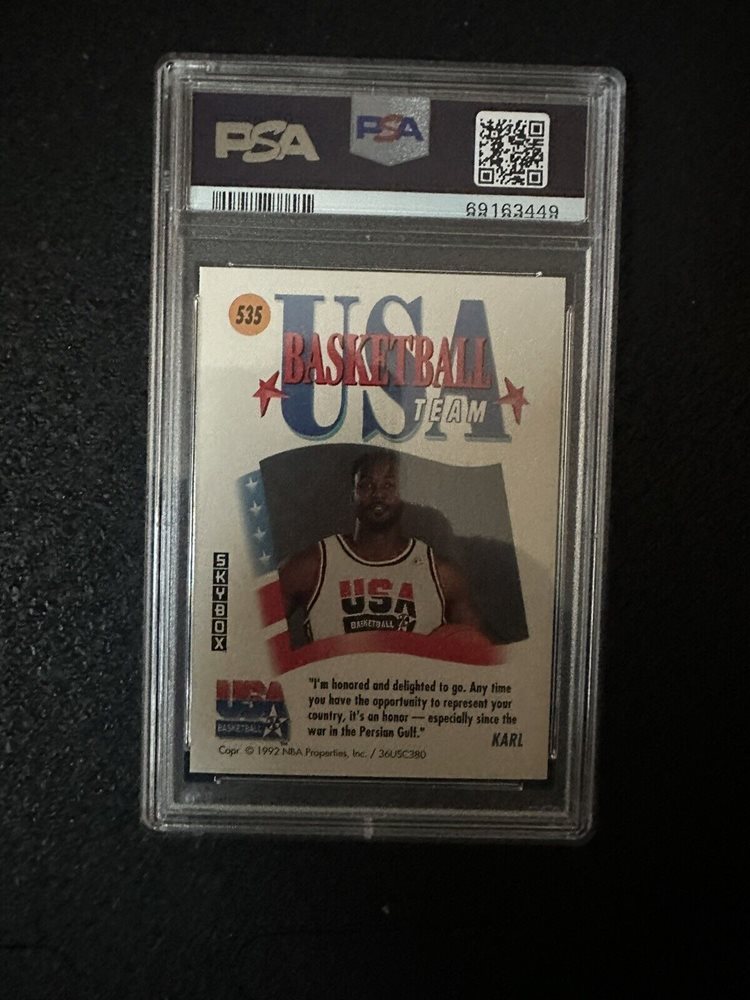 PSA
PSA
69163449
535
USA
BASKETBALL
TEAM
SKYBOX
USA
BASKETBALL
USA
BASKETBALL
TM
"I'm honored and delighted to go. Any time
you have the opportunity to represent your
country, it's an honor — especially since the
war in the Persian Gulf."
KARL
Copr. © 1992 NBA Properties, Inc. / 36USC380